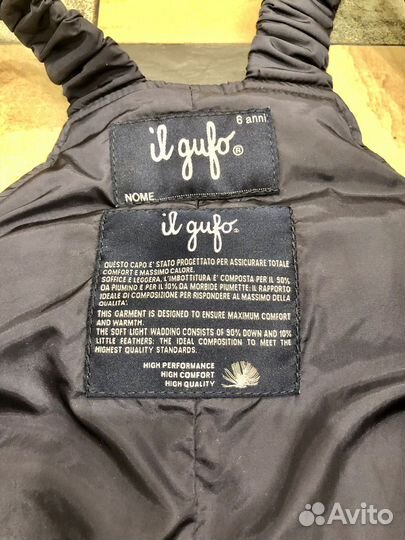 6 anni
il gufo®
NOME
il gufo®
QUESTO CAPO E' STATO PROGETTATO PER ASSICURARE TOTALE
COMFORT E MASSIMO CALORE.
SOFFICE E LEGGERA, L'IMBOTTITURA E' COMPOSTA PER IL 90%
DA PIUMINO E PER IL 10% DA MORBIDE PIUMETTE: IL RAPPORTO
IDEALE DI COMPOSIZIONE PER RISPONDERE AL MASSIMO DELLA
QUALITA'.
THIS GARMENT IS DESIGNED TO ENSURE MAXIMUM COMFORT
AND WARMTH.
THE SOFT LIGHT WADDING CONSISTS OF 90% DOWN AND 10%
LITTLE FEATHERS: THE IDEAL COMPOSITION TO MEET THE
HIGHEST QUALITY STANDARDS.
HIGH PERFORMANCE
HIGH COMFORT
HIGH QUALITY
Avito